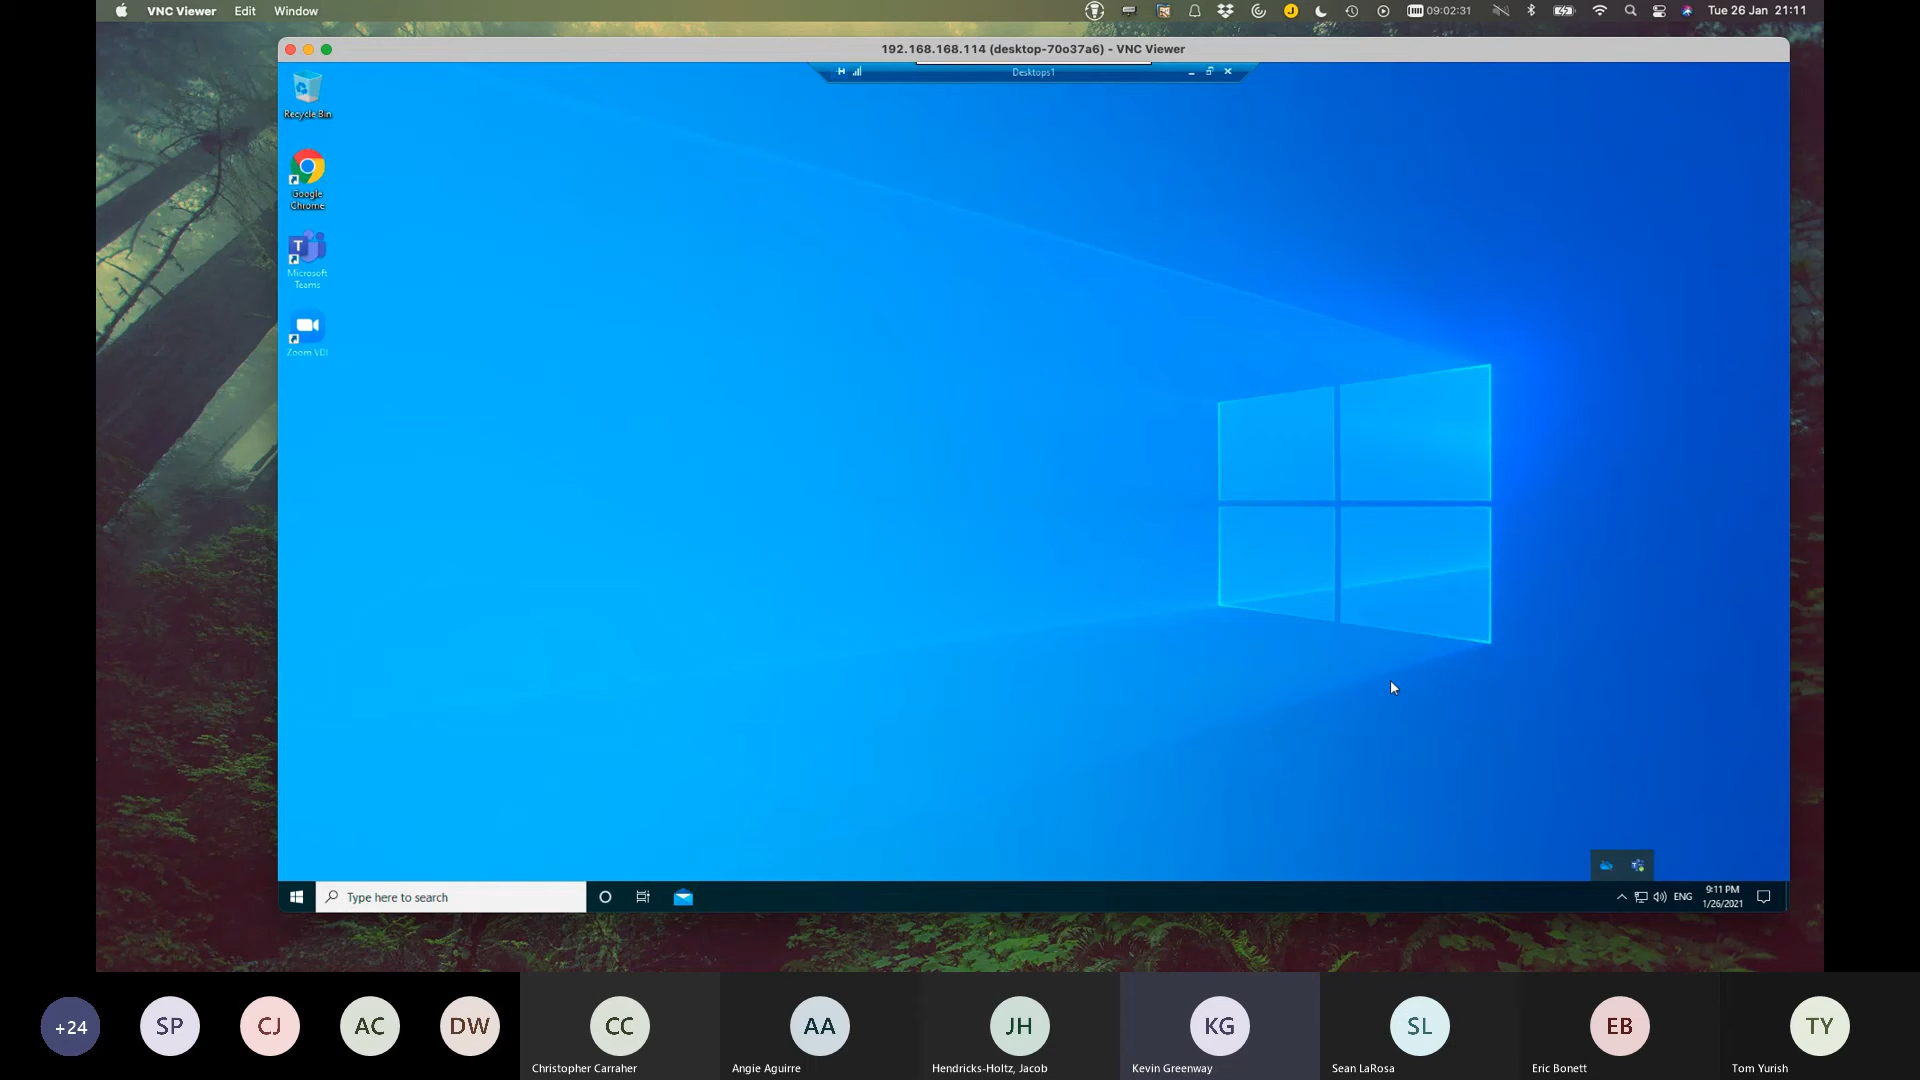 VNC Viewer Edit Window
09:02:31
Tue 26 Jan 21:11
192.168.168.114 (desktop-70o37a6) - VNC Viewer
Desktops1
Recycle Bin
Google
Chrome
Microsoft
Teams
Zoom VDI
Type here to search
ENG
9:11 PM
1/26/2021
+24
SP
CJ
AC
DW
CC
Christopher Carraher
AA
Angie Aguirre
JH
Hendricks-Holtz, Jacob
KG
Kevin Greenway
SL
Sean LaRosa
EB
Eric Bonett
TY
Tom Yurish